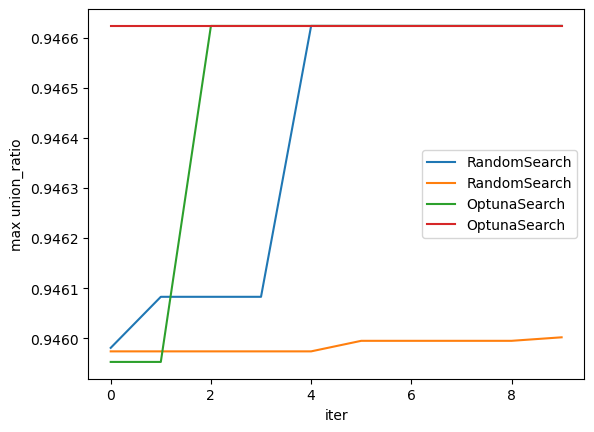 max union_ratio
0.9466
0.9465
0.9464
0.9463
0.9462
0.9461
0.9460
RandomSearch
RandomSearch
OptunaSearch
OptunaSearch
0 2 4 6 8
iter